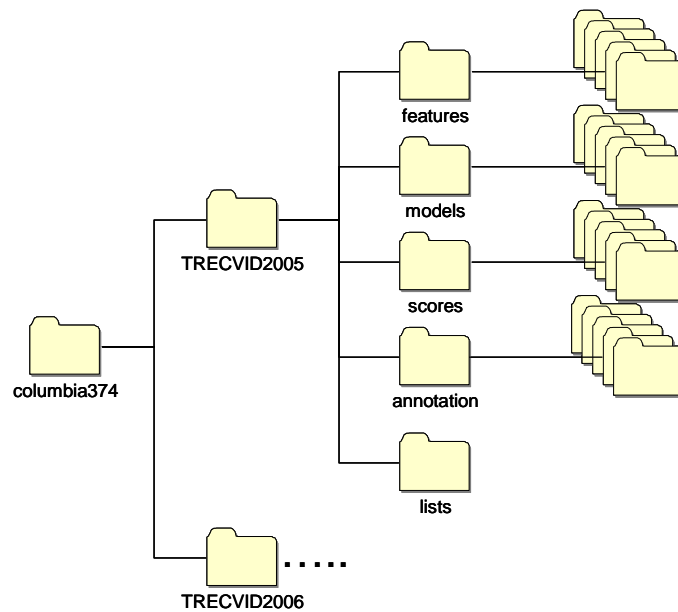 features
models
TRECVID2005
scores
columbia374
annotation
lists
TRECVID2006
.....